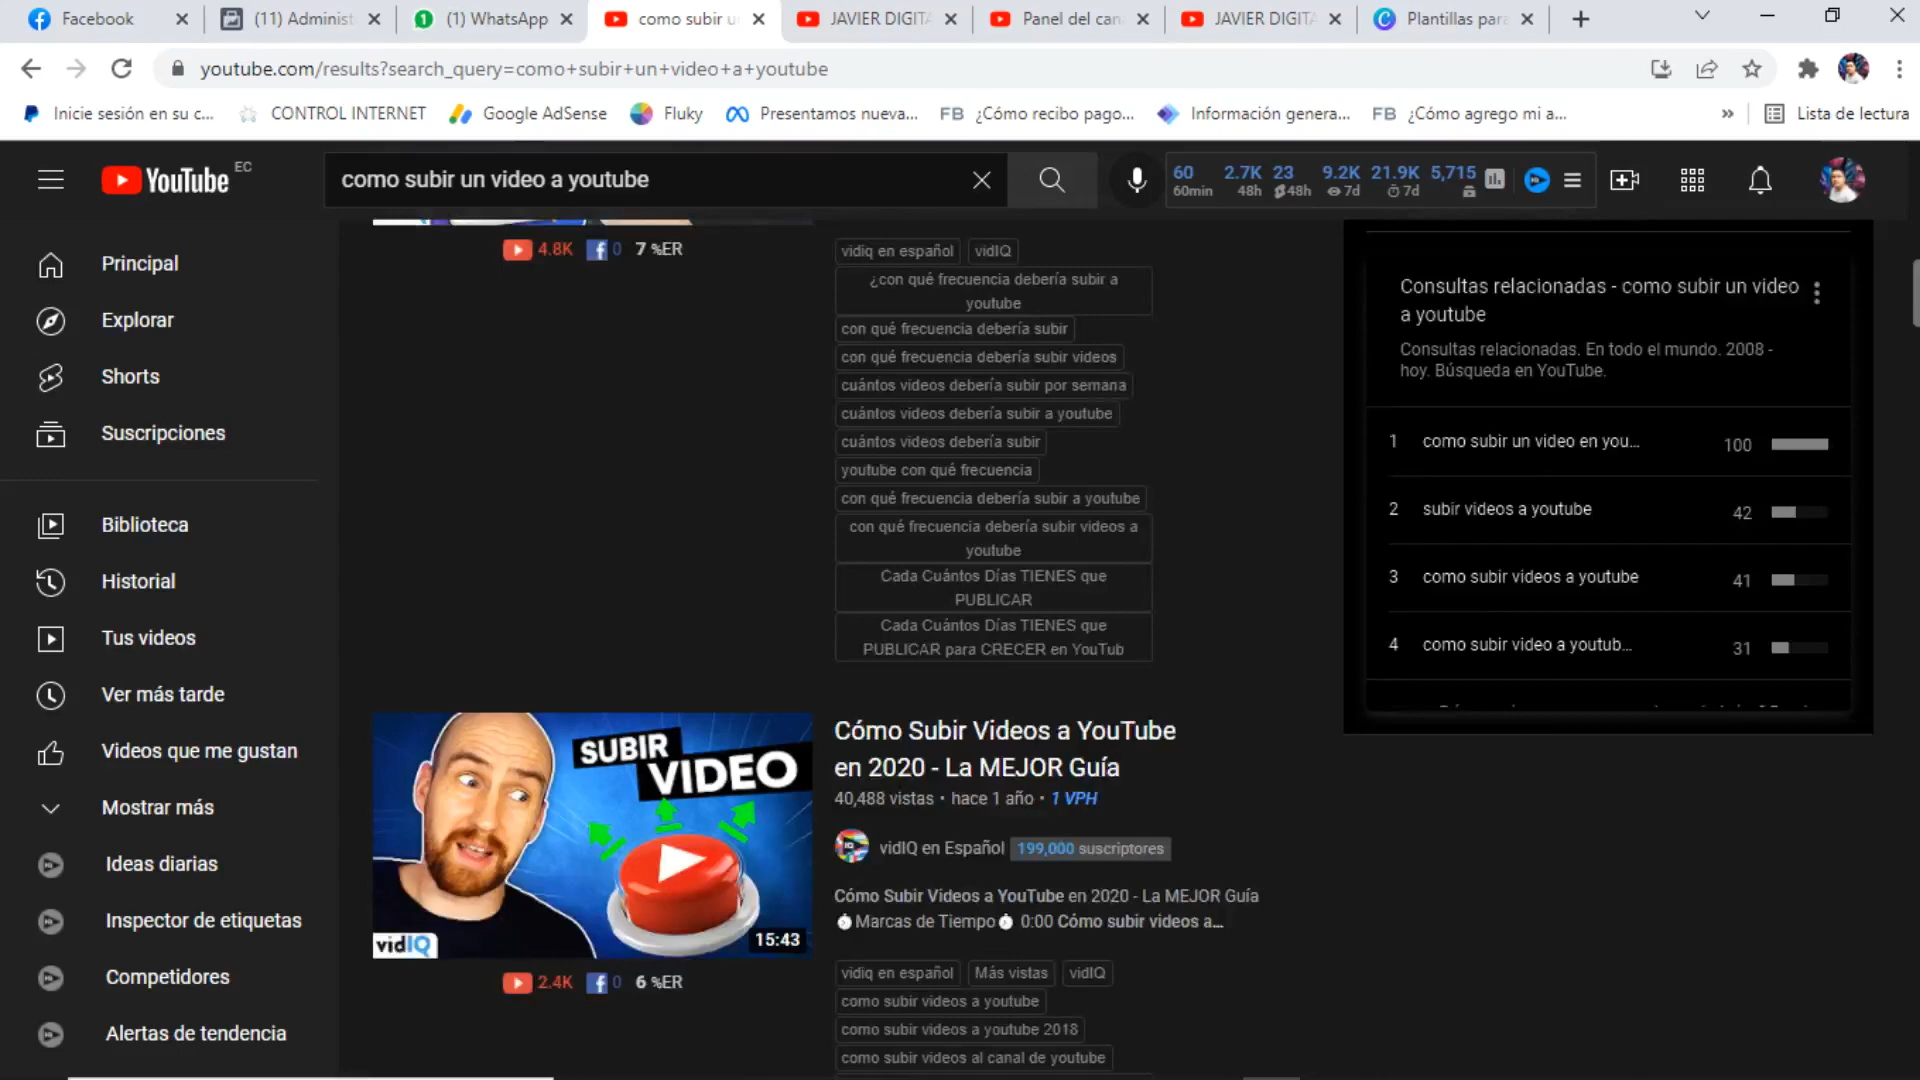 Facebook
(11) Administ
(1) WhatsApp
como subir u
JAVIER DIGITA
Panel del can
JAVIER DIGITA
Plantillas para
youtube.com/results?search_query=como+subir+un+video+a+youtube
Inicie sesión en su c...
CONTROL INTERNET
Google AdSense
Fluky
Presentamos nueva...
FB ¿Cómo recibo pago...
Información genera...
FB ¿Cómo agrego mi a...
»
Lista de lectura
YouTube EC
como subir un video a youtube
60 2.7K 23 9.2K 21.9K 5,715
60min 48h 48h 7d 7d
Principal
Explorar
Shorts
Suscripciones
Biblioteca
Historial
Tus videos
Ver más tarde
Videos que me gustan
Mostrar más
Ideas diarias
Inspector de etiquetas
Competidores
Alertas de tendencia
4.8K 0 7 %ER
vidiq en español vidIQ
¿con qué frecuencia debería subir a
youtube
con qué frecuencia debería subir
con qué frecuencia debería subir videos
cuántos videos debería subir por semana
cuántos videos debería subir a youtube
cuántos videos debería subir
youtube con qué frecuencia
con qué frecuencia debería subir a youtube
con qué frecuencia debería subir videos a
youtube
Cada Cuántos Días TIENES que
PUBLICAR
Cada Cuántos Días TIENES que
PUBLICAR para CRECER en YouTub
SUBIR
VIDEO
vidIQ
15:43
2.4K 0 6 %ER
Cómo Subir Videos a YouTube
en 2020 - La MEJOR Guía
40,488 vistas • hace 1 año • 1 VPH
vidIQ en Español 199,000 suscriptores
Cómo Subir Videos a YouTube en 2020 - La MEJOR Guía
Marcas de Tiempo 0:00 Cómo subir videos a...
vidiq en español Más vistas vidIQ
como subir videos a youtube
como subir videos a youtube 2018
como subir videos al canal de youtube
Consultas relacionadas - como subir un video
a youtube
Consultas relacionadas. En todo el mundo. 2008 -
hoy. Búsqueda en YouTube.
1 como subir un video en you... 100
2 subir videos a youtube 42
3 como subir videos a youtube 41
4 como subir video a youtub... 31